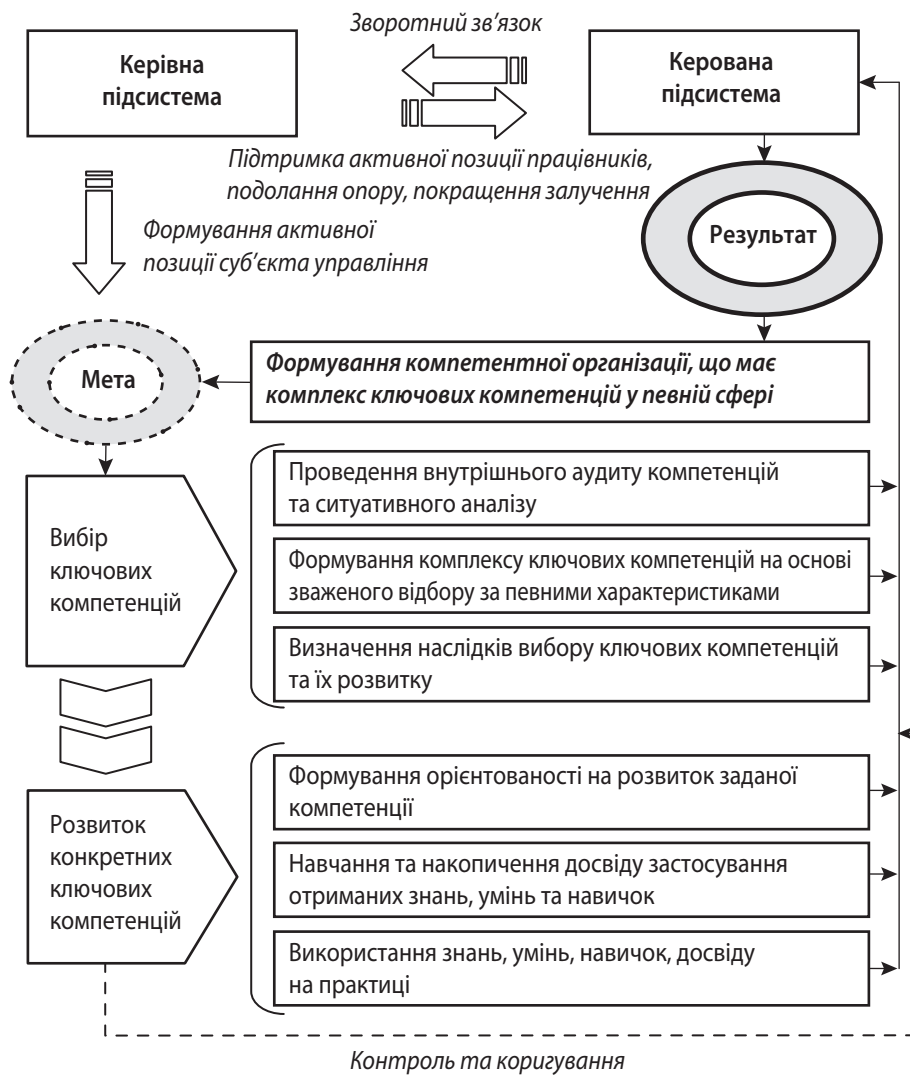 Зворотний зв’язок
Керівна
підсистема
Керована
підсистема
Підтримка активної позиції працівників,
подолання опору, покращення залучення
Формування активної
позиції суб’єкта управління
Результат
Мета
Формування компетентної організації, що має
комплекс ключових компетенцій у певній сфері
Вибір
ключових
компетенцій
Проведення внутрішнього аудиту компетенцій
та ситуативного аналізу
Формування комплексу ключових компетенцій на основі
зваженого відбору за певними характеристиками
Визначення наслідків вибору ключових компетенцій
та їх розвитку
Розвиток
конкретних
ключових
компетенцій
Формування орієнтованості на розвиток заданої
компетенції
Навчання та накопичення досвіду застосування
отриманих знань, умінь та навичок
Використання знань, умінь, навичок, досвіду
на практиці
Контроль та коригування